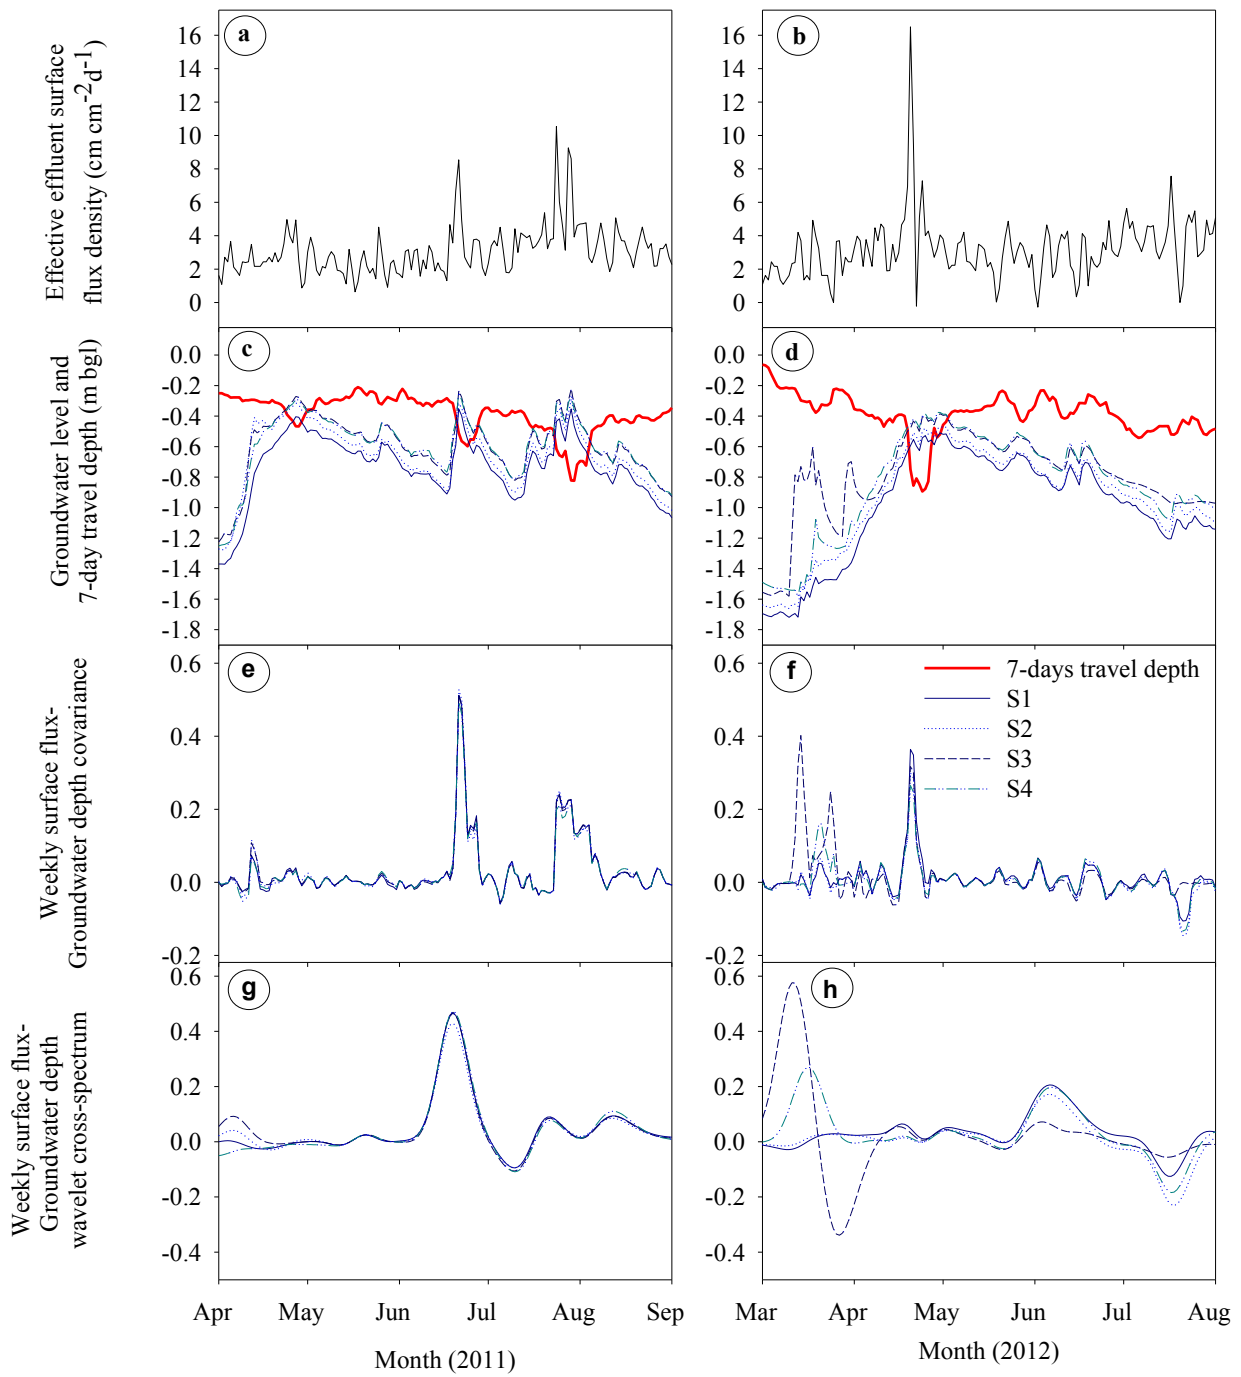 Effective effluent surface
flux density (cm cm-2d-1)
16
14
12
10
8
6
4
2
0
a
16
14
12
10
8
6
4
2
0
b
Groundwater level and
7-day travel depth (m bgl)
0.0
-0.2
-0.4
-0.6
-0.8
-1.0
-1.2
-1.4
-1.6
-1.8
c
0.0
-0.2
-0.4
-0.6
-0.8
-1.0
-1.2
-1.4
-1.6
-1.8
d
Weekly surface flux-
Groundwater depth covariance
0.6
0.4
0.2
0.0
-0.2
e
0.6
0.4
0.2
0.0
-0.2
f
7-days travel depth
S1
S2
S3
S4
Weekly surface flux-
Groundwater depth
wavelet cross-spectrum
0.6
0.4
0.2
0.0
-0.2
-0.4
g
0.6
0.4
0.2
0.0
-0.2
-0.4
h
Apr May Jun Jul Aug Sep
Month (2011)
Mar Apr May Jun Jul Aug
Month (2012)